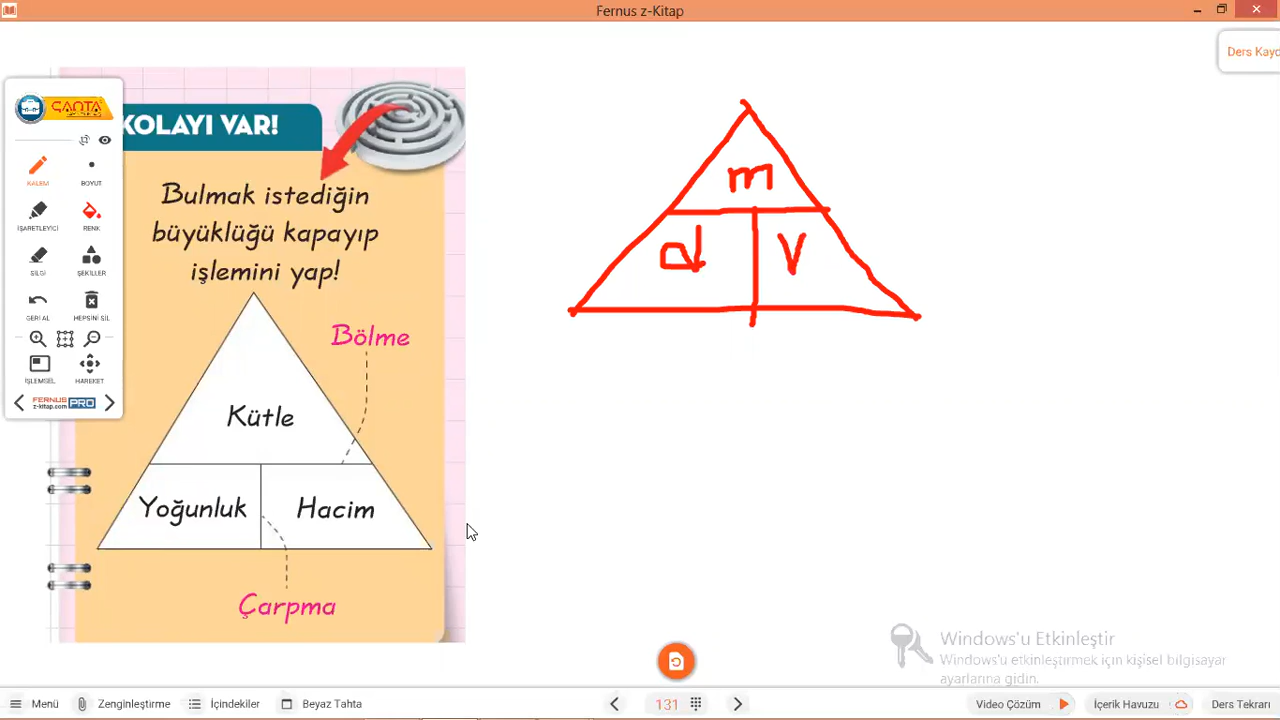 Fernus z-Kitap
Ders Kayd
ÇANTA
KOLAYI VAR!
KALEM
BOYUT
İŞARETLEYİCİ
RENK
SİLGİ
ŞEKİLLER
GERİ AL
HEPSİNİ SİL
İŞLEMSEL
HAREKET
FERNUS
z-kitap.com PRO
Bulmak istediğin
büyüklüğü kapayıp
işlemini yap!
Bölme
Kütle
Yoğunluk Hacim
Çarpma
m
d V
Windows'u Etkinleştir
Windows'u etkinleştirmek için kişisel bilgisayar
ayarlarına gidin.
Menü Zenginleştirme İçindekiler Beyaz Tahta 131 Video Çözüm İçerik Havuzu Ders Tekrarı